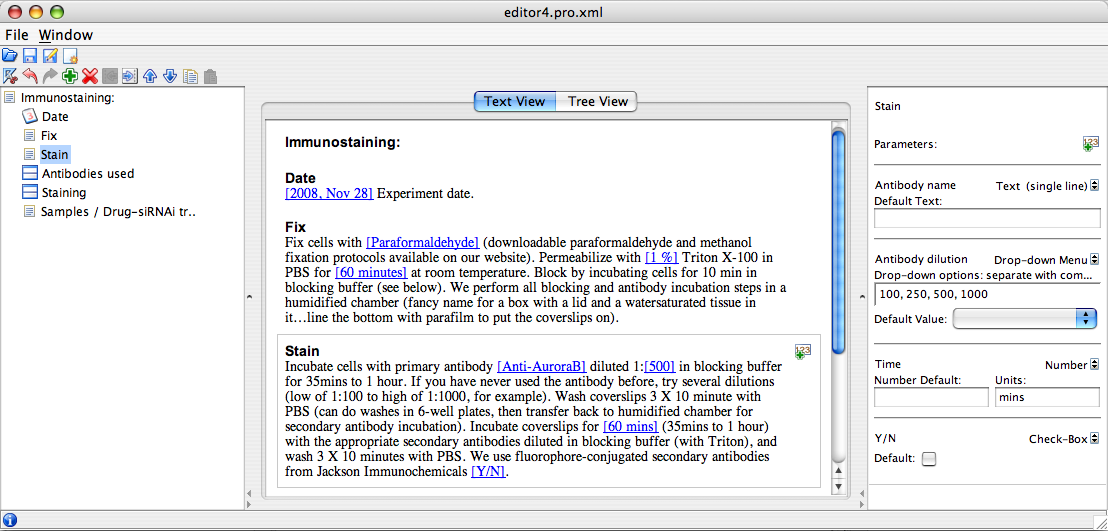 editor4.pro.xml
File Window
Immunostaining:
Date
Fix
Stain
Antibodies used
Staining
Samples / Drug-siRNAi tr..
Text View Tree View
Immunostaining:
Date
[2008, Nov 28] Experiment date.
Fix
Fix cells with [Paraformaldehyde] (downloadable paraformaldehyde and methanol
fixation protocols available on our website). Permeabilize with [1 %] Triton X-100 in
PBS for [60 minutes] at room temperature. Block by incubating cells for 10 min in
blocking buffer (see below). We perform all blocking and antibody incubation steps in a
humidified chamber (fancy name for a box with a lid and a watersaturated tissue in
it...line the bottom with parafilm to put the coverslips on).
Stain
Incubate cells with primary antibody [Anti-AuroraB] diluted 1:[500] in blocking buffer
for 35mins to 1 hour. If you have never used the antibody before, try several dilutions
(low of 1:100 to high of 1:1000, for example). Wash coverslips 3 X 10 minute with
PBS (can do washes in 6-well plates, then transfer back to humidified chamber for
secondary antibody incubation). Incubate coverslips for [60 mins] (35mins to 1 hour)
with the appropriate secondary antibodies diluted in blocking buffer (with Triton), and
wash 3 X 10 minutes with PBS. We use fluorophore-conjugated secondary antibodies
from Jackson Immunochemicals [Y/N].
Stain
Parameters:
Antibody name Text (single line)
Default Text:
Antibody dilution Drop-down Menu
Drop-down options: separate with com...
100, 250, 500, 1000
Default Value:
Time Number
Number Default: Units:
mins
Y/N Check-Box
Default: